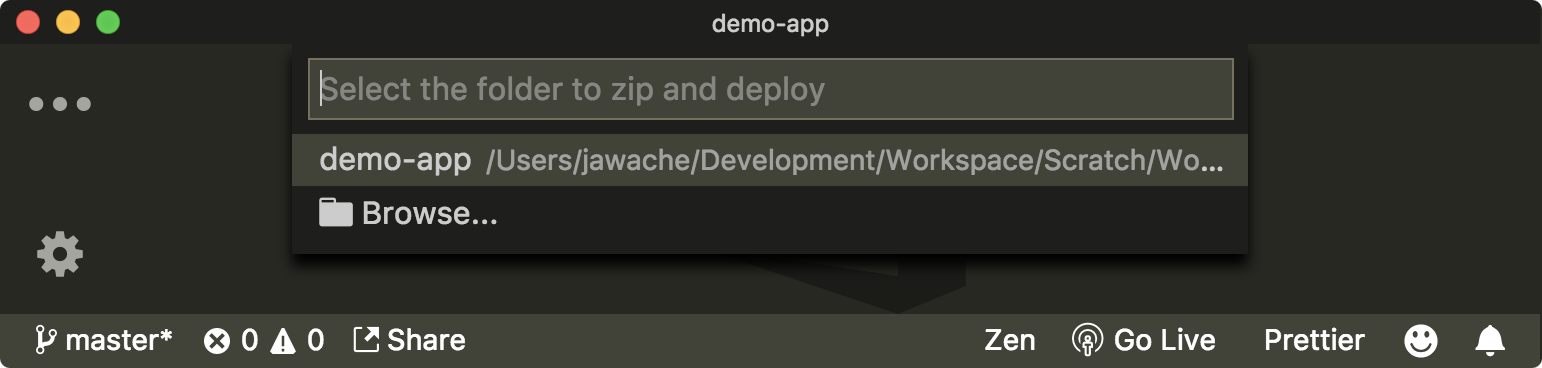 demo-app
Select the folder to zip and deploy
demo-app /Users/jawache/Development/Workspace/Scratch/Wo...
Browse...
master* 0 0 Share Zen Go Live Prettier